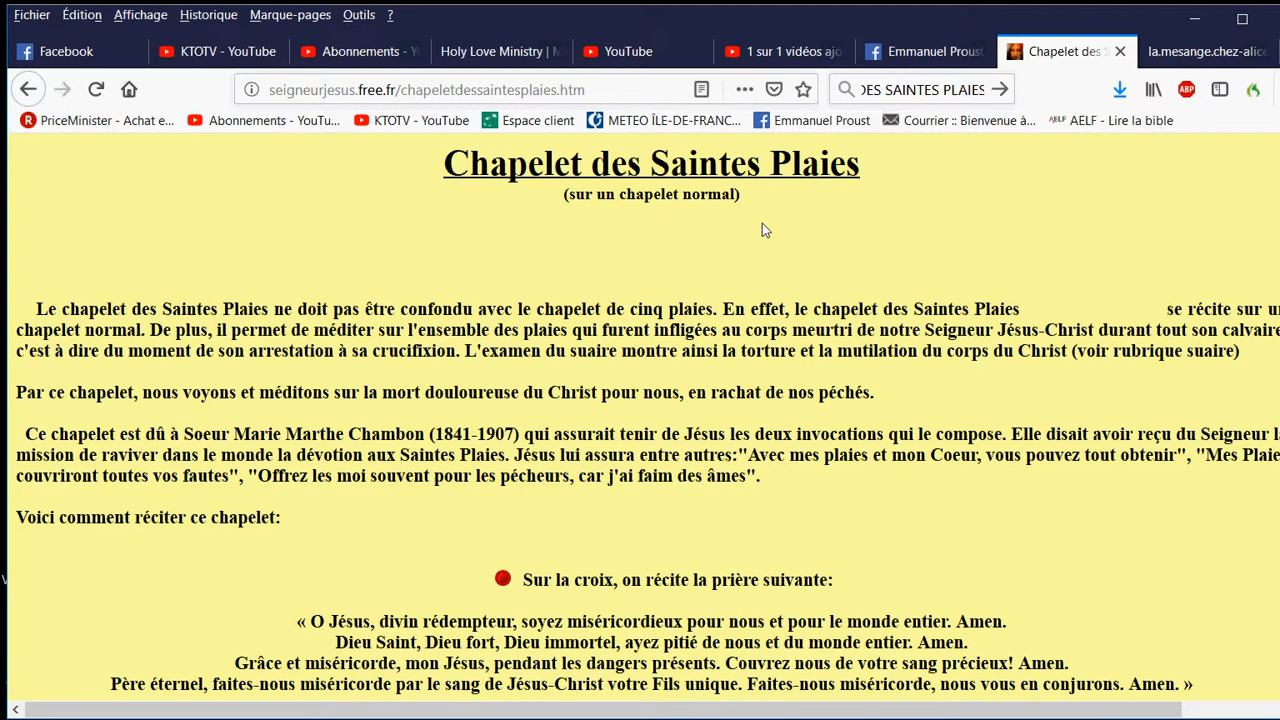 Fichier Édition Affichage Historique Marque-pages Outils ?
Facebook KTOTV - YouTube Abonnements - Y Holy Love Ministry | M YouTube 1 sur 1 vidéos ajo Emmanuel Proust Chapelet des S la.mesange.chez-alice
seigneurjesus.free.fr/chapeletdessaintesplaies.htm DES SAINTES PLAIES ABP
PriceMinister - Achat e... Abonnements - YouTu... KTOTV - YouTube Espace client METEO ÎLE-DE-FRANC... Emmanuel Proust Courrier :: Bienvenue à... AELF AELF - Lire la bible
Chapelet des Saintes Plaies
(sur un chapelet normal)
Le chapelet des Saintes Plaies ne doit pas être confondu avec le chapelet de cinq plaies. En effet, le chapelet des Saintes Plaies se récite sur un
chapelet normal. De plus, il permet de méditer sur l'ensemble des plaies qui furent infligées au corps meurtri de notre Seigneur Jésus-Christ durant tout son calvaire
c'est à dire du moment de son arrestation à sa crucifixion. L'examen du suaire montre ainsi la torture et la mutilation du corps du Christ (voir rubrique suaire)
Par ce chapelet, nous voyons et méditons sur la mort douloureuse du Christ pour nous, en rachat de nos péchés.
Ce chapelet est dû à Soeur Marie Marthe Chambon (1841-1907) qui assurait tenir de Jésus les deux invocations qui le compose. Elle disait avoir reçu du Seigneur la
mission de raviver dans le monde la dévotion aux Saintes Plaies. Jésus lui assura entre autres:"Avec mes plaies et mon Coeur, vous pouvez tout obtenir", "Mes Plaie
couvriront toutes vos fautes", "Offrez les moi souvent pour les pécheurs, car j'ai faim des âmes".
Voici comment réciter ce chapelet:
Sur la croix, on récite la prière suivante:
« O Jésus, divin rédempteur, soyez miséricordieux pour nous et pour le monde entier. Amen.
Dieu Saint, Dieu fort, Dieu immortel, ayez pitié de nous et du monde entier. Amen.
Grâce et miséricorde, mon Jésus, pendant les dangers présents. Couvrez nous de votre sang précieux! Amen.
Père éternel, faites-nous miséricorde par le sang de Jésus-Christ votre Fils unique. Faites-nous miséricorde, nous vous en conjurons. Amen. »